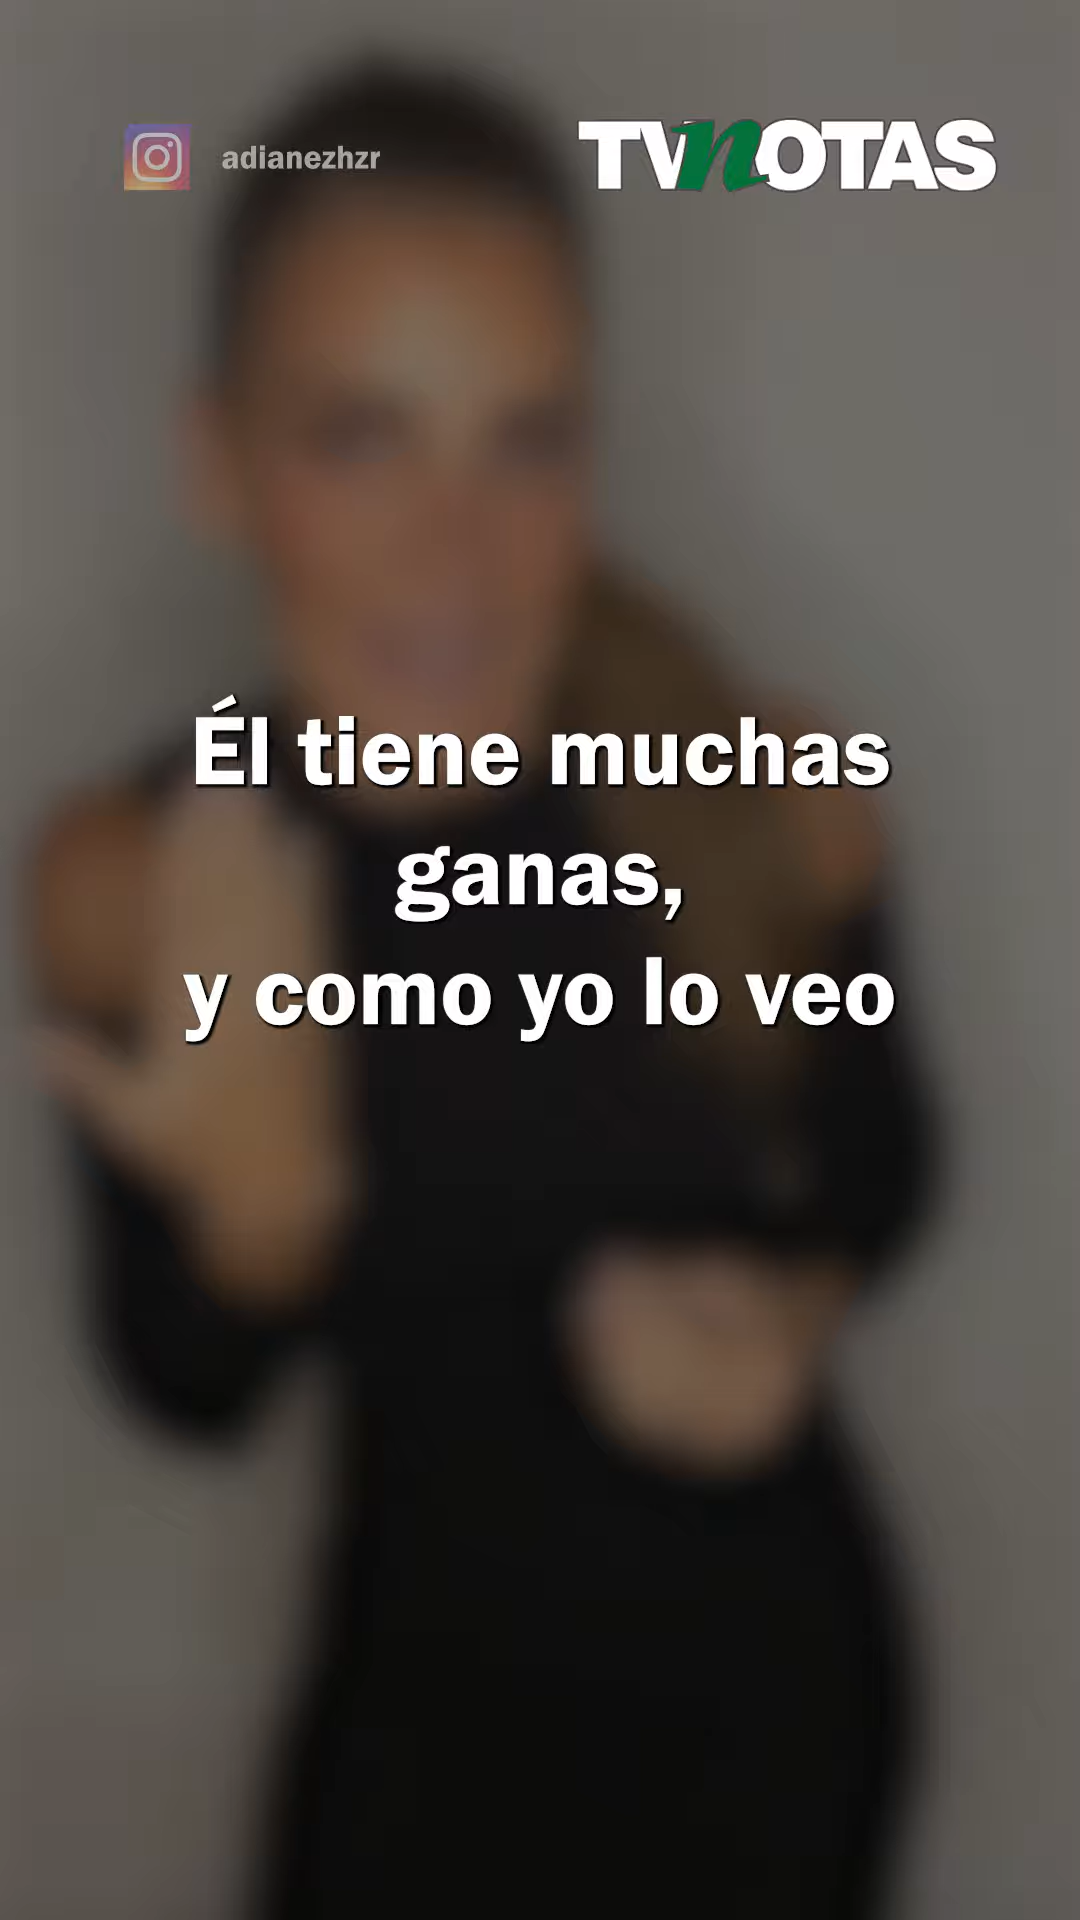 adianezhzr
TVnOTAS
Él tiene muchas
ganas,
y como yo lo veo